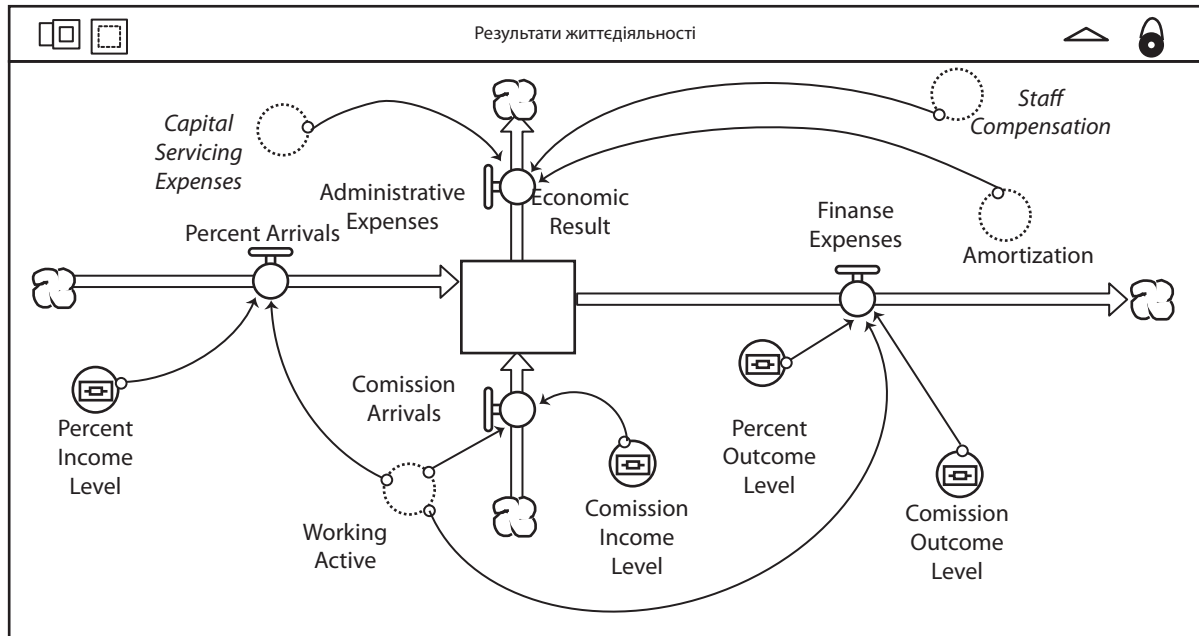 Результати життєдіяльності
Capital
Servicing
Expenses
Staff
Compensation
Administrative
Expenses
Economic
Result
Finanse
Expenses
Amortization
Percent Arrivals
Comission
Arrivals
Percent
Income
Level
Percent
Outcome
Level
Working
Active
Comission
Income
Level
Comission
Outcome
Level